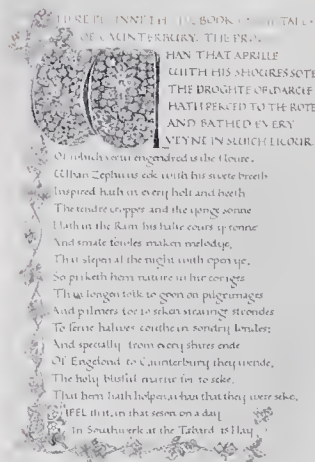 HERE BEGINNETH THE BOOK OF THE TALES
OF CAUNTERBURY. THE PRO
WHAN THAT APRILLE
WITH HIS SHOURES SOTE
THE DROGHTE OF MARCHE
HATH PERCED TO THE ROTE
AND BATHED EVERY
VEYNE IN SWICH LICOUR
Of which vertu engendred is the flour,
Whan Zephirus eek with his swete breeth
Inspired hath in every holt and heeth
The tendre croppes and the yonge sonne
Hath in the Ram his halfe cours y ronne
And smale fowles maken melodye,
That slepen al the night with open ye,
So priketh hem nature in hir corages
Than longen folk to goon on pilgrimages
And palmers for to seken straunge strondes
To ferne halwes couthe in sondry londes;
And specially from every shires ende
Of Engelond to Caunterbury they wende,
The holy blisful martir for to seke,
That hem hath holpen whan that they were seke.
BIFEL that, in that seson on a day
In Southwerk at the Tabard as I lay